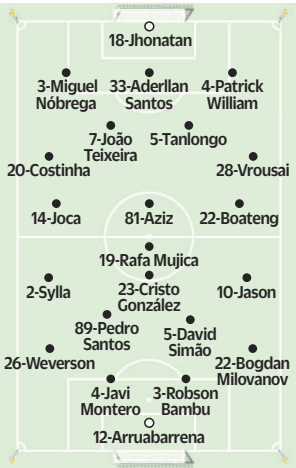 18-Jhonatan
3-Miguel
Nóbrega
33-Aderllan
Santos
4-Patrick
William
7-João
Teixeira
5-Tanlongo
20-Costinha
28-Vrousai
14-Joca
81-Aziz
22-Boateng
19-Rafa Mujica
2-Sylla
23-Cristo
González
10-Jason
89-Pedro
Santos
5-David
Simão
26-Weverson
22-Bogdan
Milovanov
4-Javi
Montero
3-Robson
Bambu
12-Arruabarrena